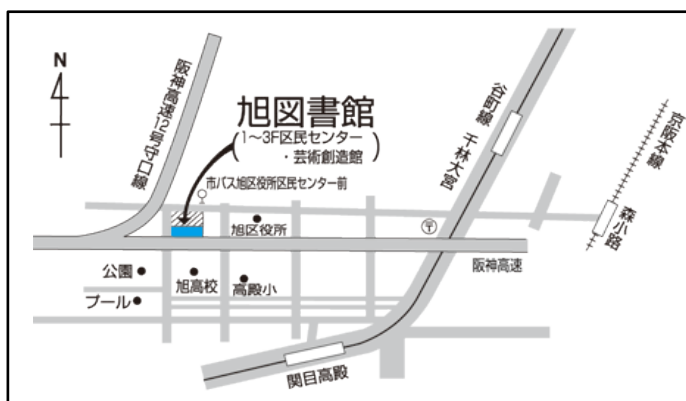 N
阪神高速12号守口線
旭図書館
(1〜3F区民センター
・芸術創造館)
市バス旭区役所区民センター前
谷町線 千林大宮
京阪本線
森小路
旭区役所
〒
阪神高速
公園
旭高校
高殿小
プール
関目高殿